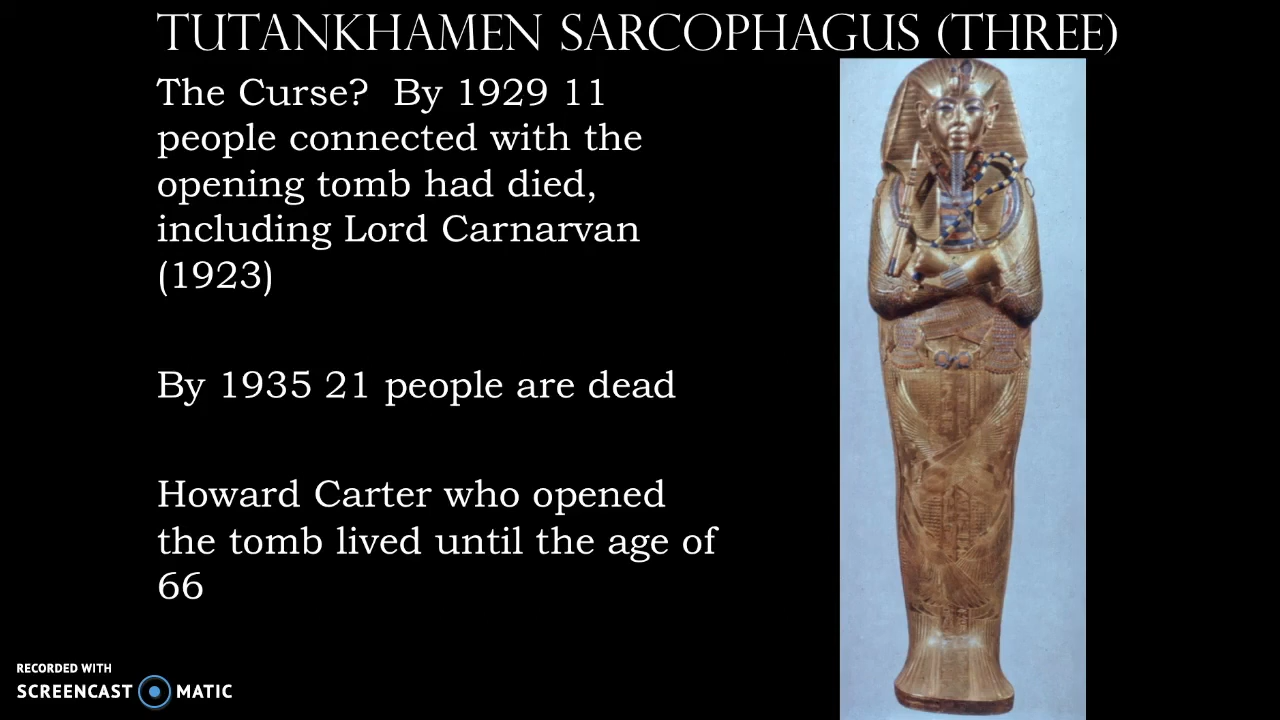 TUTANKHAMEN SARCOPHAGUS (THREE)
The Curse?  By 1929 11
people connected with the
opening tomb had died,
including Lord Carnarvan
(1923)
By 1935 21 people are dead
Howard Carter who opened
the tomb lived until the age of
66
RECORDED WITH
SCREENCAST MATIC